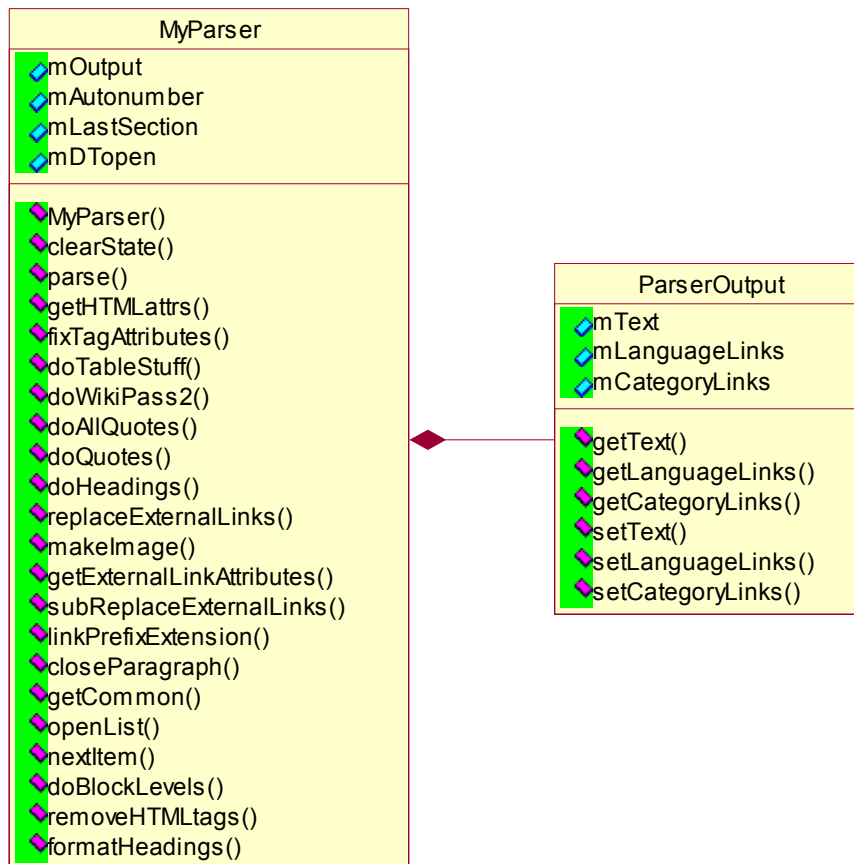 MyParser
mOutput
mAutonumber
mLastSection
mDTopen
MyParser()
clearState()
parse()
getHTMLattrs()
fixTagAttributes()
doTableStuff()
doWikiPass2()
doAllQuotes()
doQuotes()
doHeadings()
replaceExternalLinks()
makeImage()
getExternalLinkAttributes()
subReplaceExternalLinks()
linkPrefixExtension()
closeParagraph()
getCommon()
openList()
nextItem()
doBlockLevels()
removeHTMLtags()
formatHeadings()
ParserOutput
mText
mLanguageLinks
mCategoryLinks
getText()
getLanguageLinks()
getCategoryLinks()
setText()
setLanguageLinks()
setCategoryLinks()